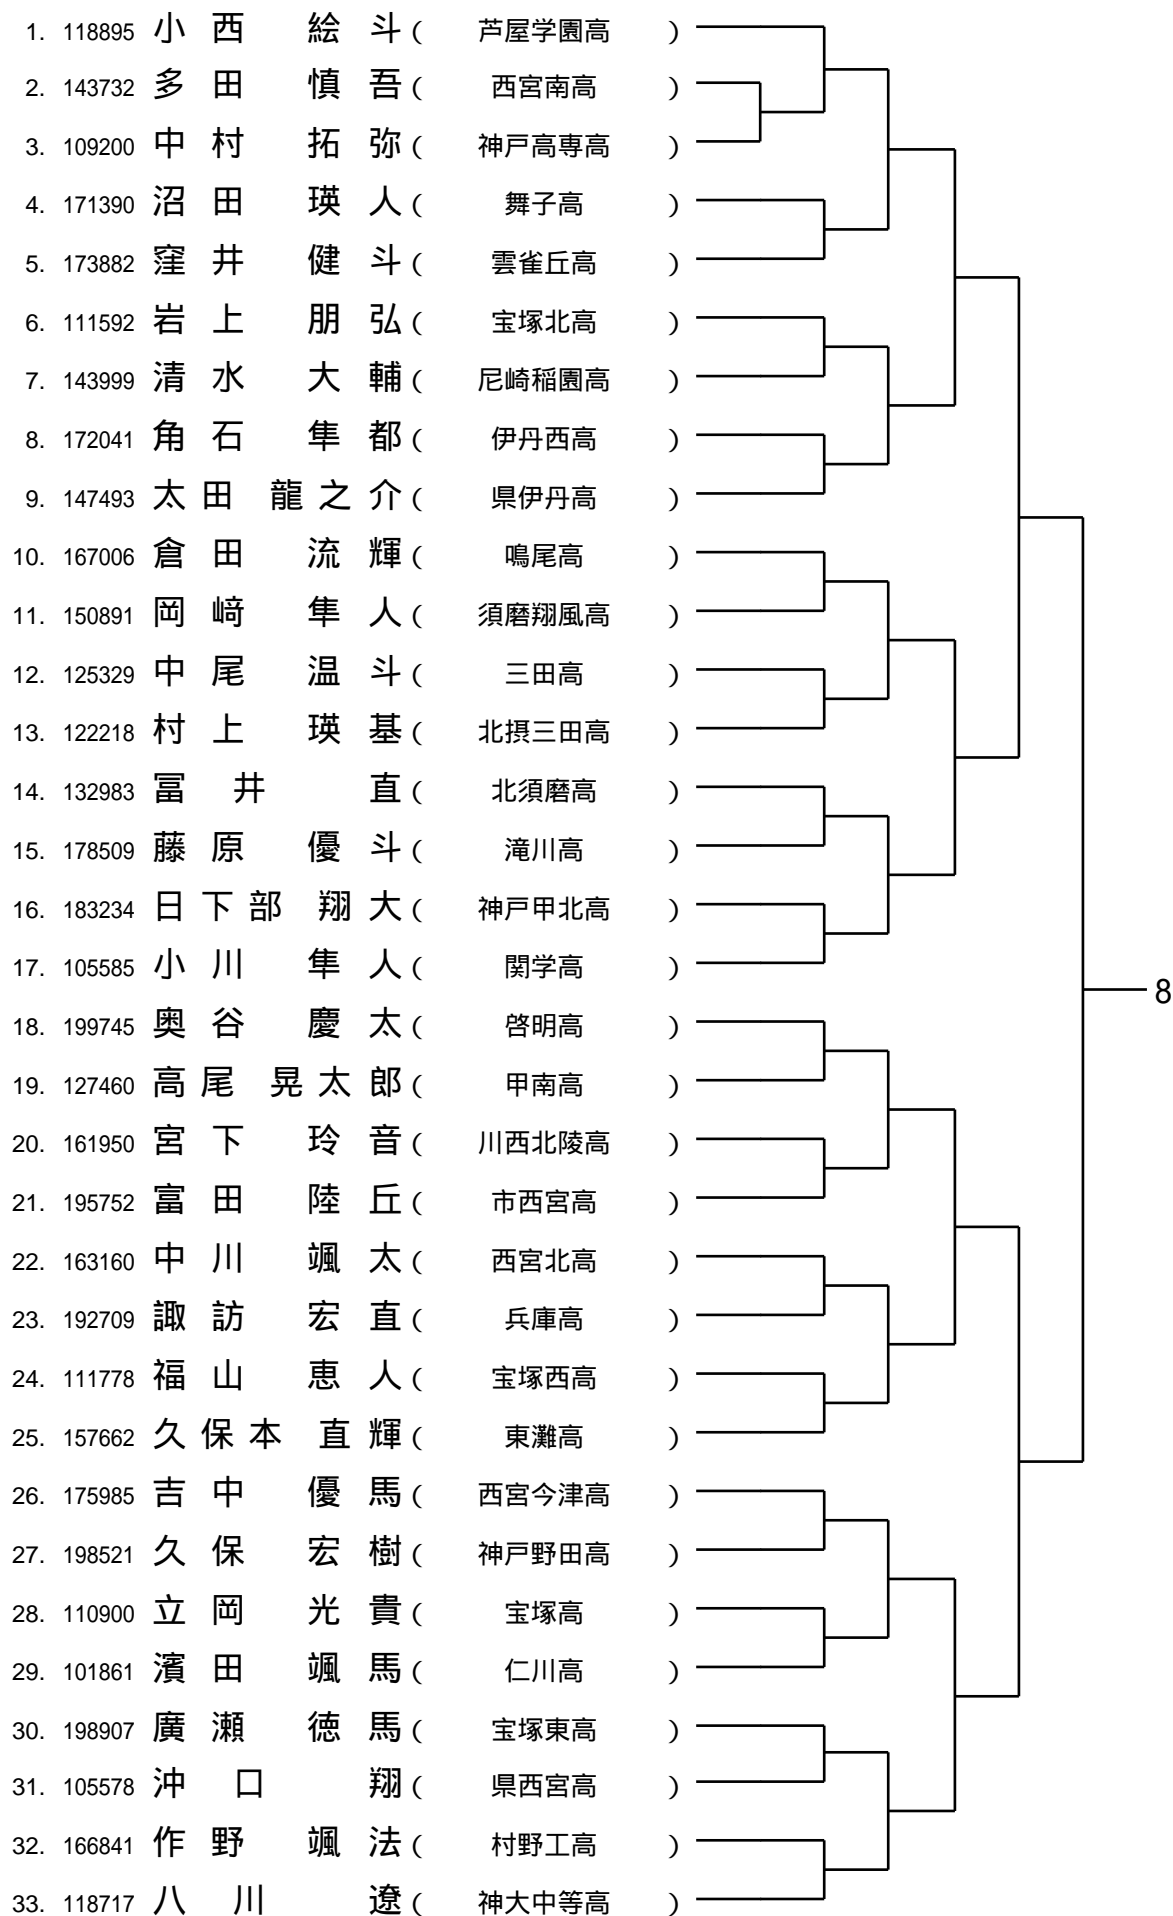 1. 118895 小西 絵斗 ( 芦屋学園高 )
2. 143732 多田 慎吾 ( 西宮南高 )
3. 109200 中村 拓弥 ( 神戸高専高 )
4. 171390 沼田 瑛人 ( 舞子高 )
5. 173882 窪井 健斗 ( 雲雀丘高 )
6. 111592 岩上 朋弘 ( 宝塚北高 )
7. 143999 清水 大輔 ( 尼崎稲園高 )
8. 172041 角石 隼都 ( 伊丹西高 )
9. 147493 太田 龍之介 ( 県伊丹高 )
10. 167006 倉田 流輝 ( 鳴尾高 )
11. 150891 岡﨑 隼人 ( 須磨翔風高 )
12. 125329 中尾 温斗 ( 三田高 )
13. 122218 村上 瑛基 ( 北摂三田高 )
14. 132983 冨井 直 ( 北須磨高 )
15. 178509 藤原 優斗 ( 滝川高 )
16. 183234 日下部 翔大 ( 神戸甲北高 )
17. 105585 小川 隼人 ( 関学高 )
8
18. 199745 奥谷 慶太 ( 啓明高 )
19. 127460 高尾 晃太郎 ( 甲南高 )
20. 161950 宮下 玲音 ( 川西北陵高 )
21. 195752 富田 陸丘 ( 市西宮高 )
22. 163160 中川 颯太 ( 西宮北高 )
23. 192709 諏訪 宏直 ( 兵庫高 )
24. 111778 福山 恵人 ( 宝塚西高 )
25. 157662 久保本 直輝 ( 東灘高 )
26. 175985 吉中 優馬 ( 西宮今津高 )
27. 198521 久保 宏樹 ( 神戸野田高 )
28. 110900 立岡 光貴 ( 宝塚高 )
29. 101861 濱田 颯馬 ( 仁川高 )
30. 198907 廣瀬 徳馬 ( 宝塚東高 )
31. 105578 沖口 翔 ( 県西宮高 )
32. 166841 作野 颯法 ( 村野工高 )
33. 118717 八川 遼 ( 神大中等高 )